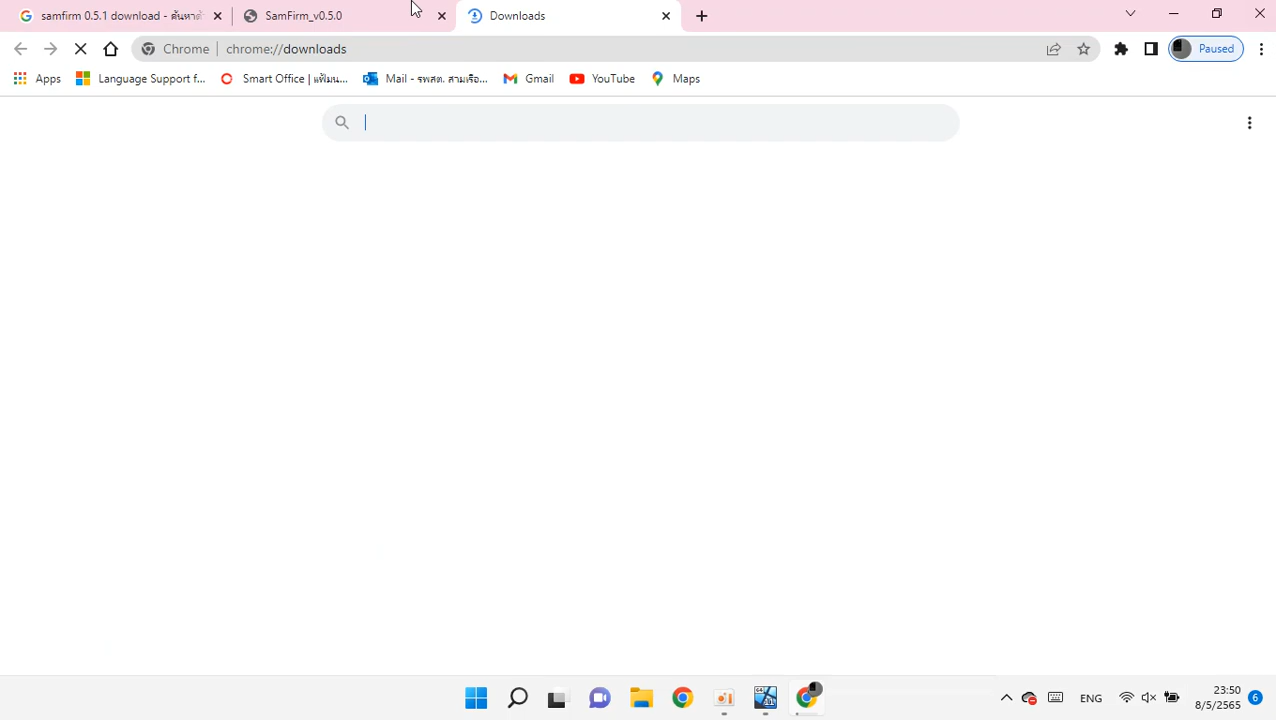 samfirm 0.5.1 download - ค้นหาด้
SamFirm_v0.5.0
Downloads
Chrome
chrome://downloads
Paused
Apps
Language Support f...
Smart Office | แฟ้มน...
Mail - รพสต. สามเรือ...
Gmail
YouTube
Maps
ENG
23:50
8/5/2565
6